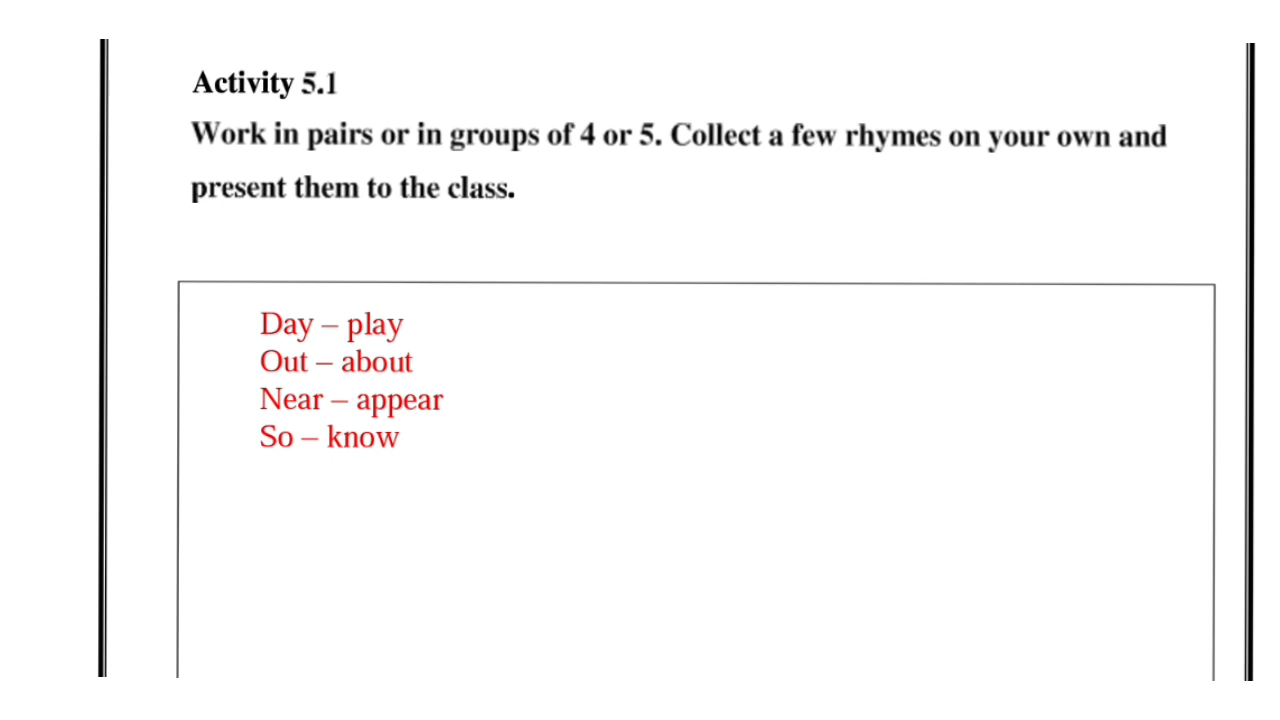 Activity 5.1
Work in pairs or in groups of 4 or 5. Collect a few rhymes on your own and
present them to the class.
Day – play
Out – about
Near – appear
So – know